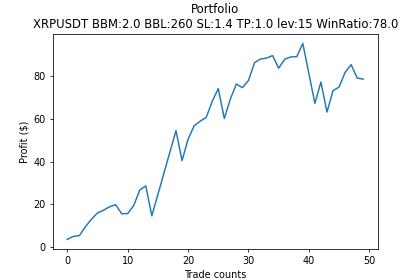 Portfolio
XRPUSDT BBM:2.0 BBL:260 SL:1.4 TP:1.0 lev:15 WinRatio:78.0
Profit ($)
80
60
40
20
0
0 10 20 30 40 50
Trade counts